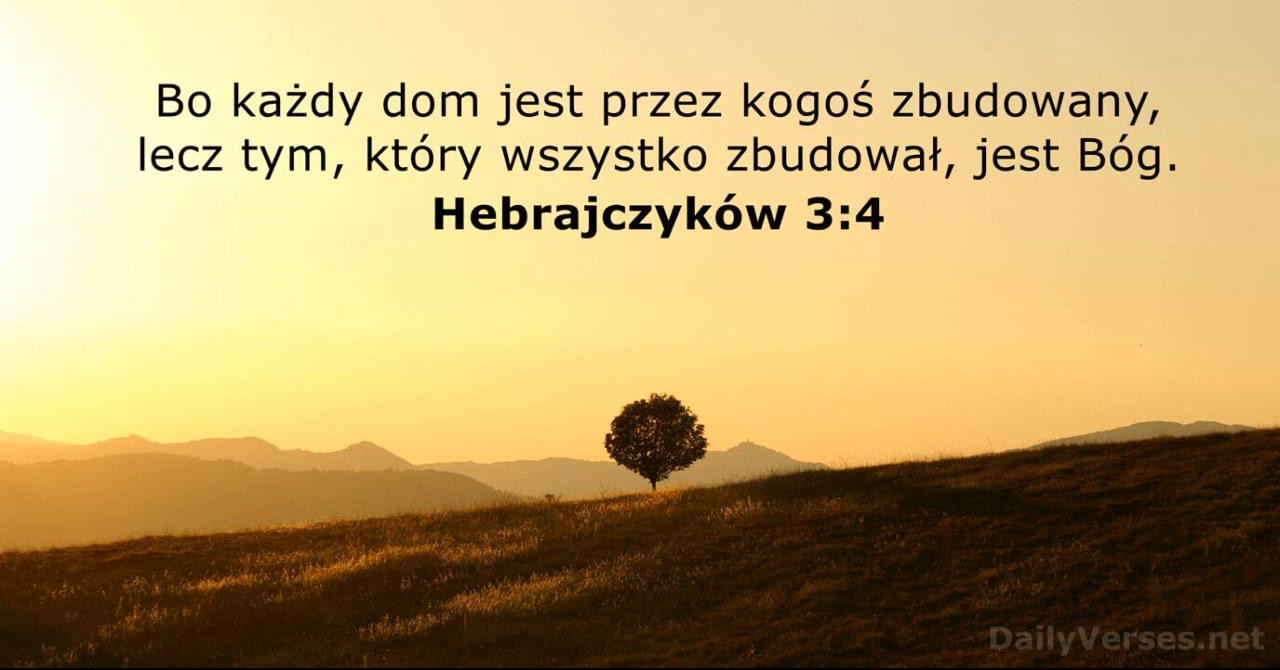 Bo każdy dom jest przez kogoś zbudowany,
lecz tym, który wszystko zbudował, jest Bóg.
Hebrajczyków 3:4
DailyVerses.net